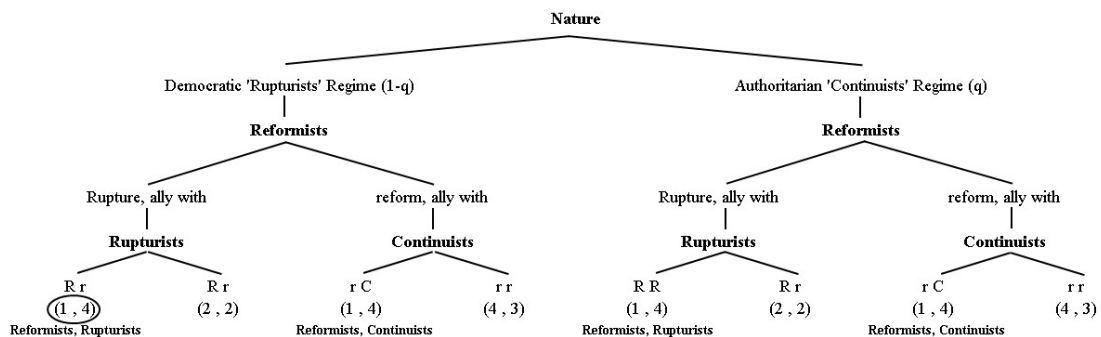 Nature
Democratic 'Rupturists' Regime (1-q) Authoritarian 'Continuists' Regime (q)
Reformists Reformists
Rupture, ally with reform, ally with Rupture, ally with reform, ally with
Rupturists Continuists Rupturists Continuists
R r R r r C r r R R R r r C r r
(1 , 4) (2 , 2) (1 , 4) (4 , 3) (1 , 4) (2 , 2) (1 , 4) (4 , 3)
Reformists, Rupturists Reformists, Continuists Reformists, Rupturists Reformists, Continuists